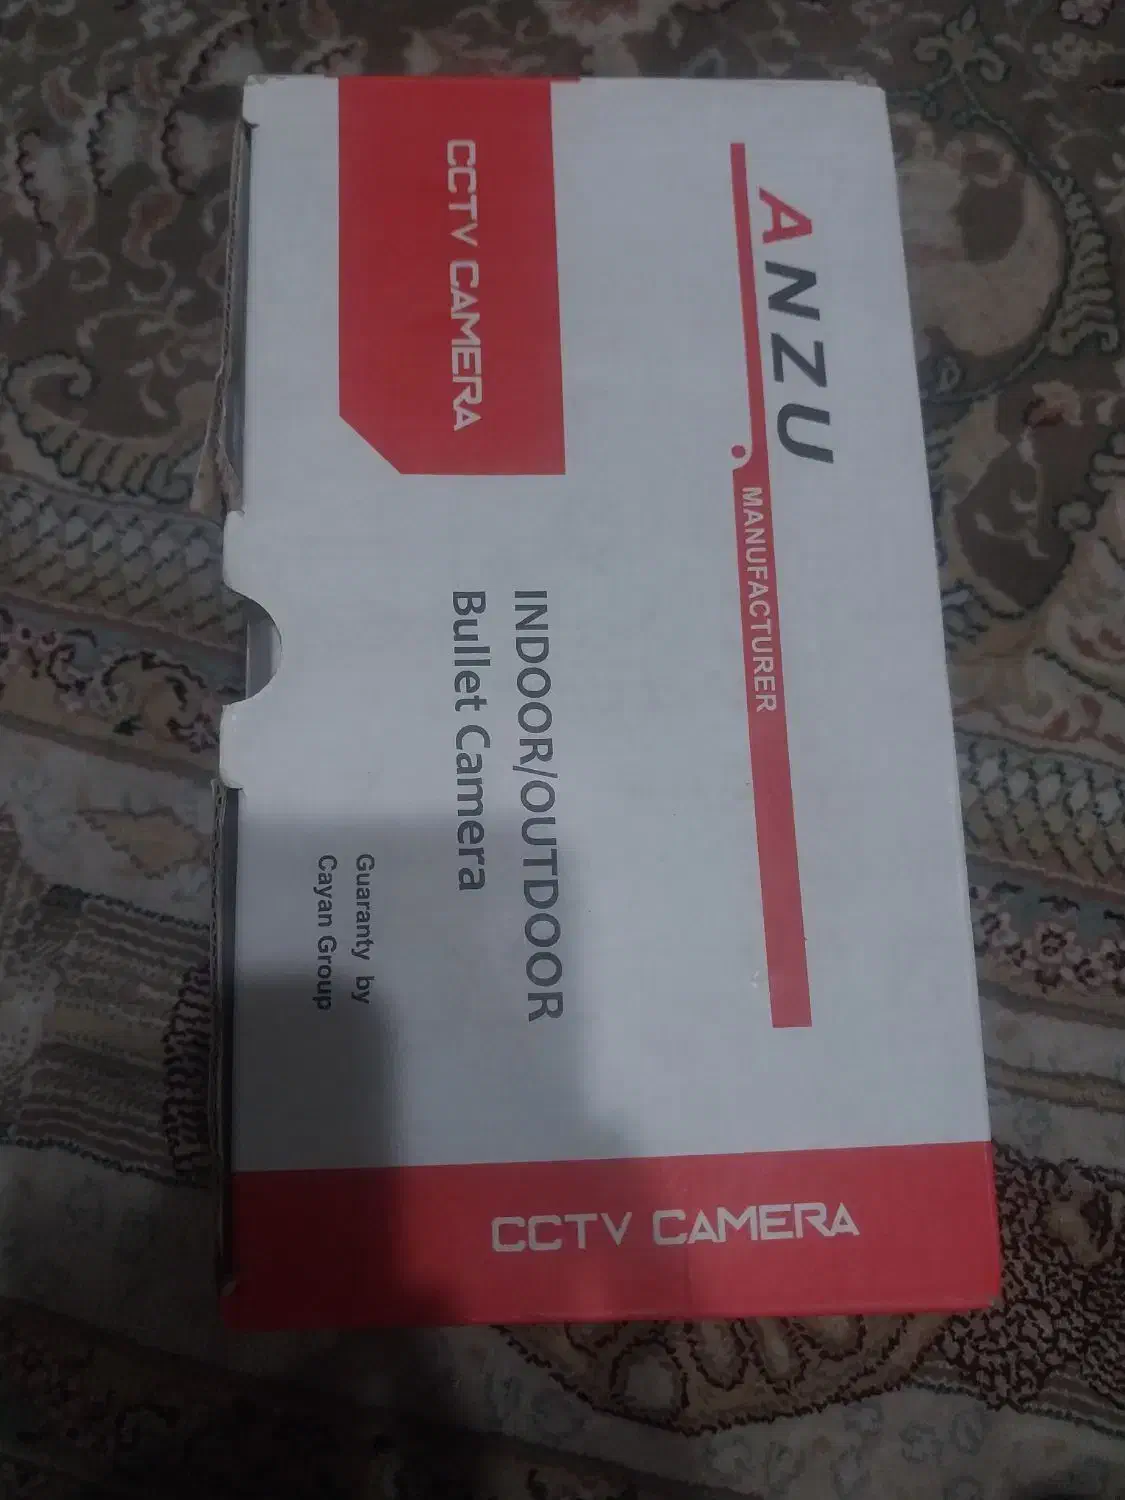 ANZU
MANUFACTURER
CCTV CAMERA
INDOOR/OUTDOOR
Bullet Camera
Guaranty by
Cayan Group
CCTV CAMERA